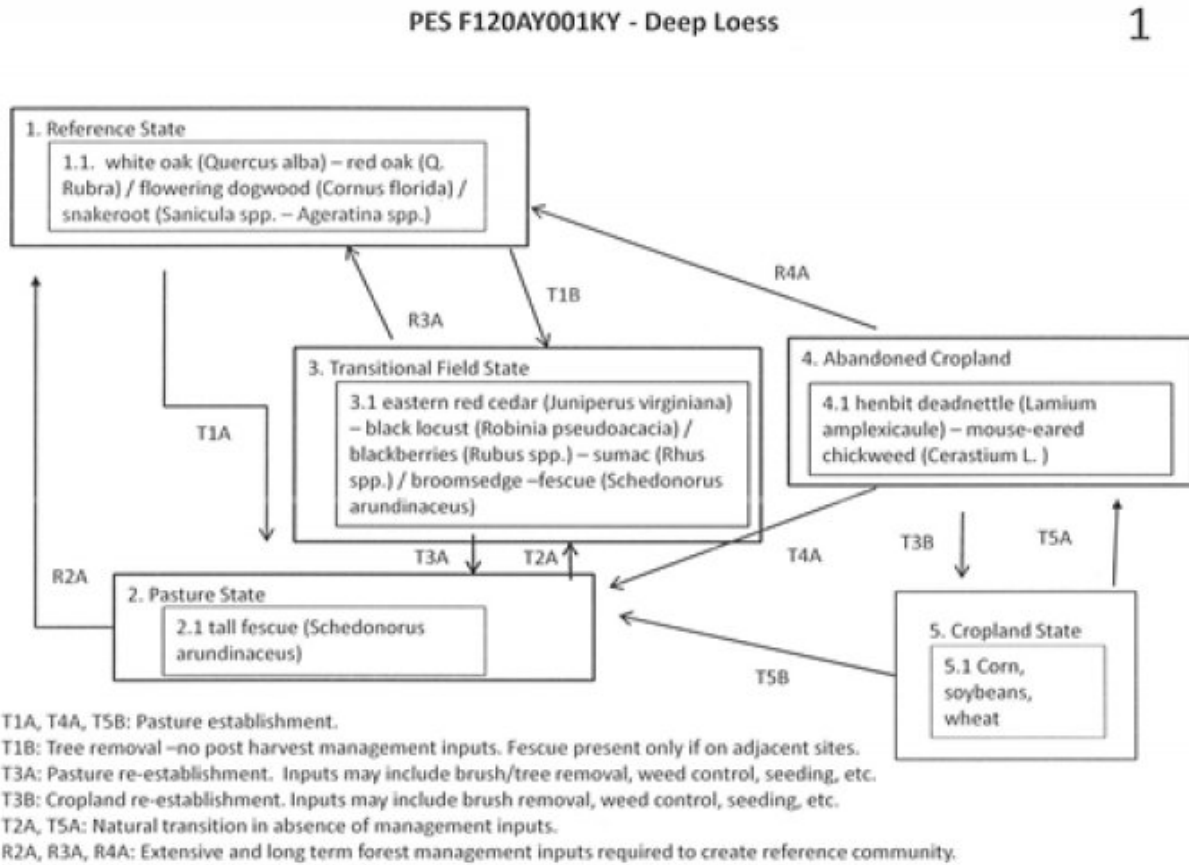 PES F120AY001KY - Deep Loess
1
1. Reference State
1.1. white oak (Quercus alba) – red oak (Q.
Rubra) / flowering dogwood (Cornus florida) /
snakeroot (Sanicula spp. – Ageratina spp.)
R4A
T1B
R3A
3. Transitional Field State
3.1 eastern red cedar (Juniperus virginiana)
– black locust (Robinia pseudoacacia) /
blackberries (Rubus spp.) – sumac (Rhus
spp.) / broomsedge –fescue (Schedonorus
arundinaceus)
4. Abandoned Cropland
4.1 henbit deadnettle (Lamium
amplexicaule) – mouse-eared
chickweed (Cerastium L. )
T1A
T3A
T2A
T4A
T3B
T5A
R2A
2. Pasture State
2.1 tall fescue (Schedonorus
arundinaceus)
T5B
5. Cropland State
5.1 Corn,
soybeans,
wheat
T1A, T4A, T5B: Pasture establishment.
T1B: Tree removal –no post harvest management inputs. Fescue present only if on adjacent sites.
T3A: Pasture re-establishment.  Inputs may include brush/tree removal, weed control, seeding, etc.
T3B: Cropland re-establishment. Inputs may include brush removal, weed control, seeding, etc.
T2A, T5A: Natural transition in absence of management inputs.
R2A, R3A, R4A: Extensive and long term forest management inputs required to create reference community.